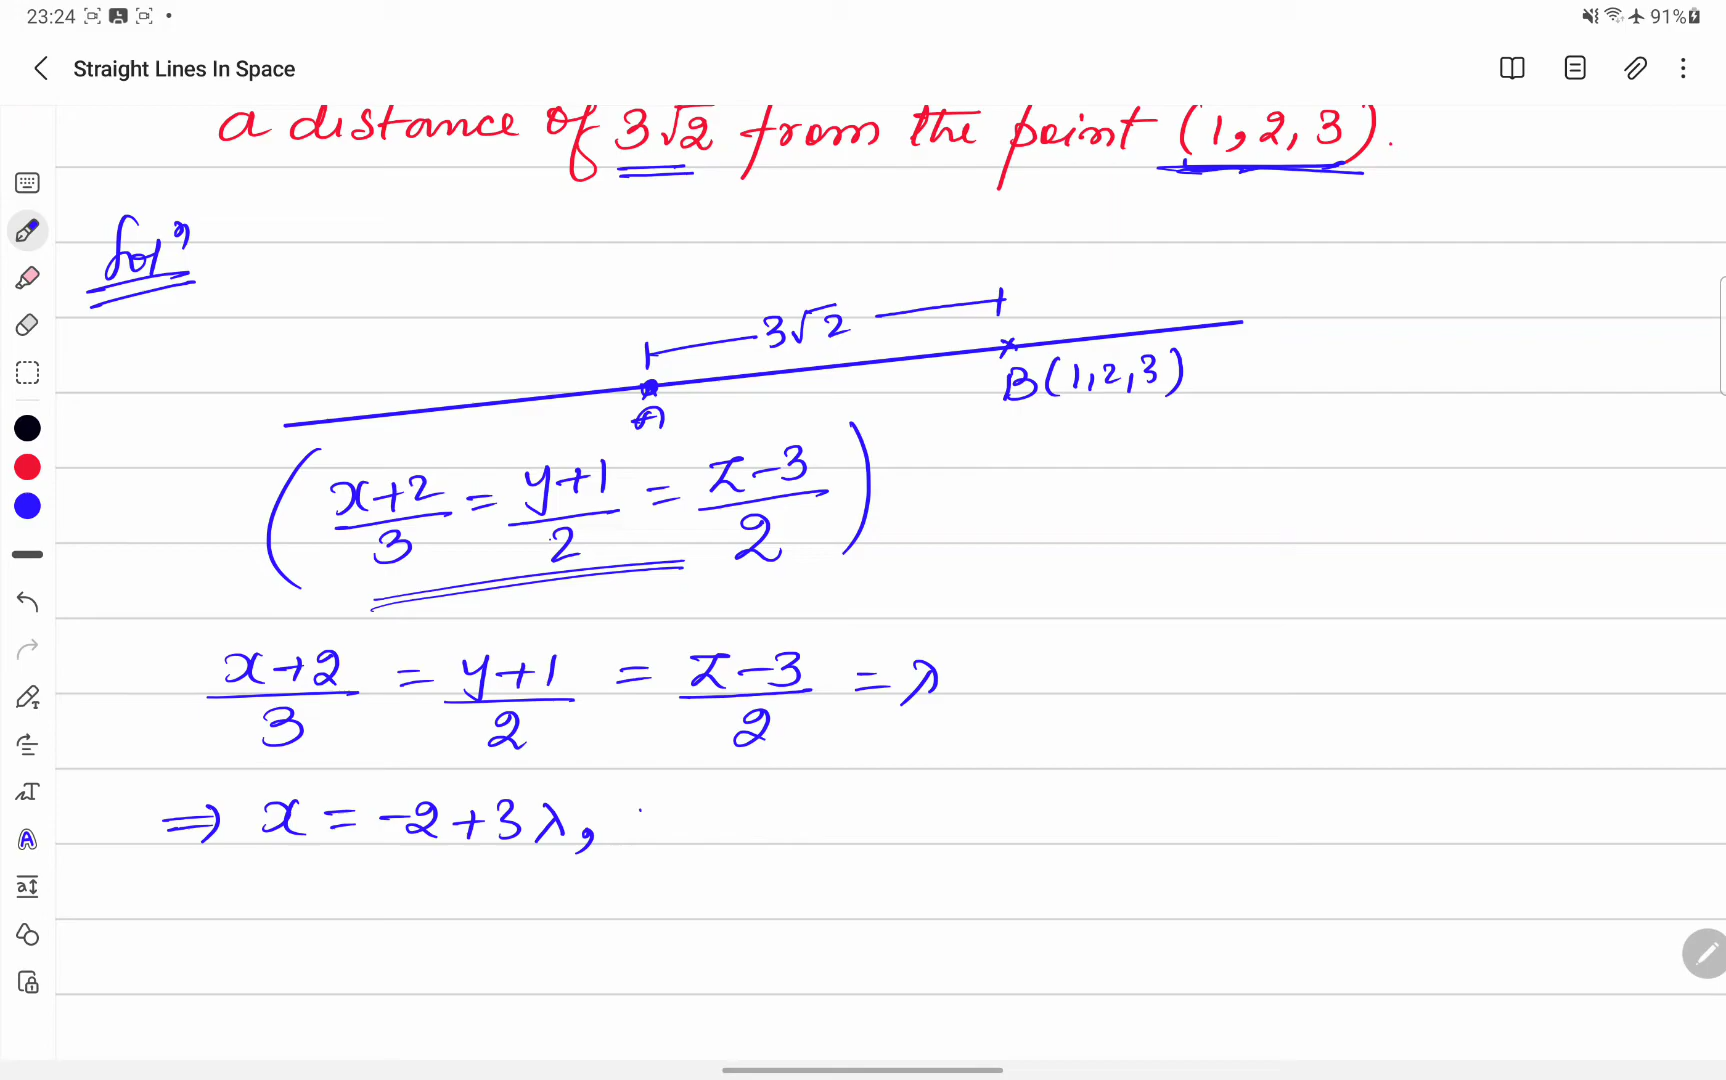 23:24 91%
Straight Lines In Space
a distance of 3√2 from the point (1, 2, 3).
Solⁿ
3√2
A
B(1,2,3)
(x+2/3 = y+1/2 = z-3/2)
x+2/3 = y+1/2 = z-3/2 = λ
⇒ x = -2+3λ,